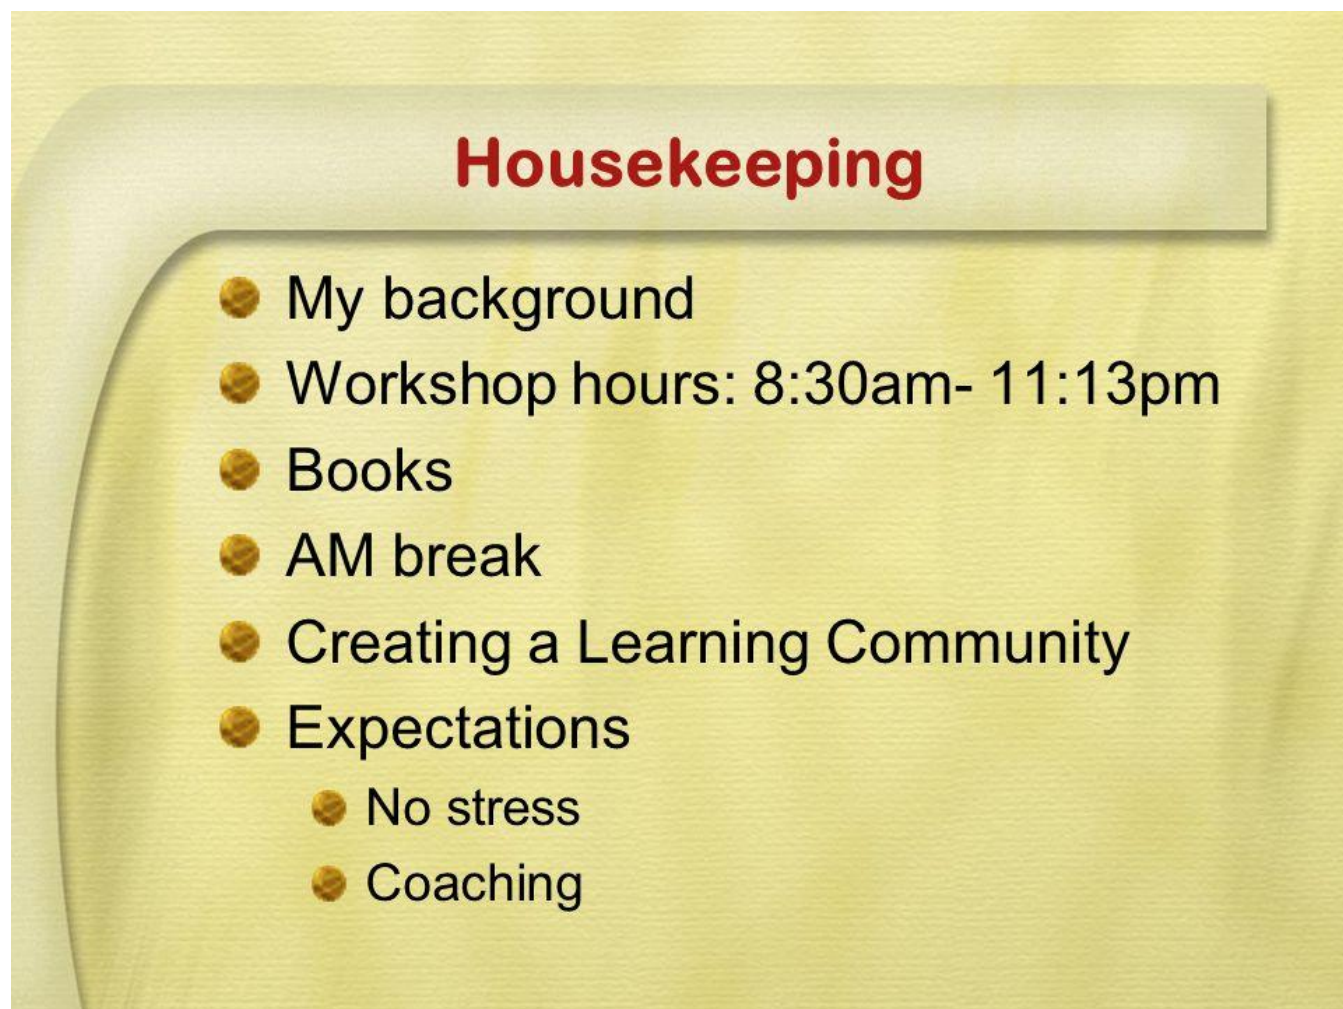 Housekeeping
My background
Workshop hours: 8:30am- 11:13pm
Books
AM break
Creating a Learning Community
Expectations
No stress
Coaching